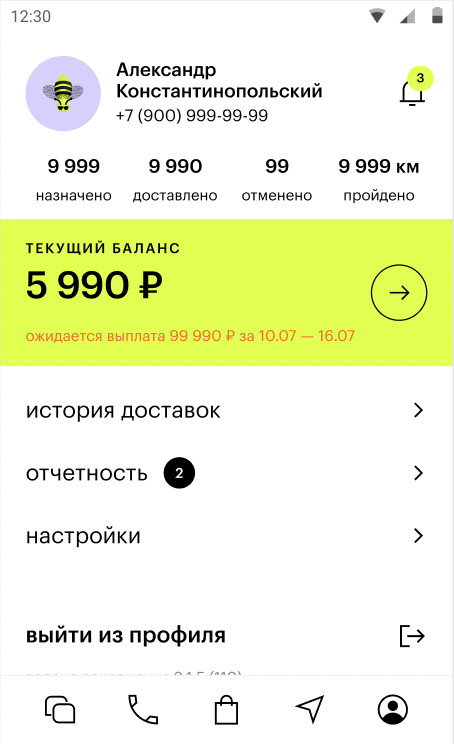 12:30
Александр
Константинопольский
+7 (900) 999-99-99
3
9 999 9 990 99 9 999 км
назначено доставлено отменено пройдено
ТЕКУЩИЙ БАЛАНС
5 990 ₽
ожидается выплата 99 990 ₽ за 10.07 — 16.07
история доставок
отчетность 2
настройки
выйти из профиля